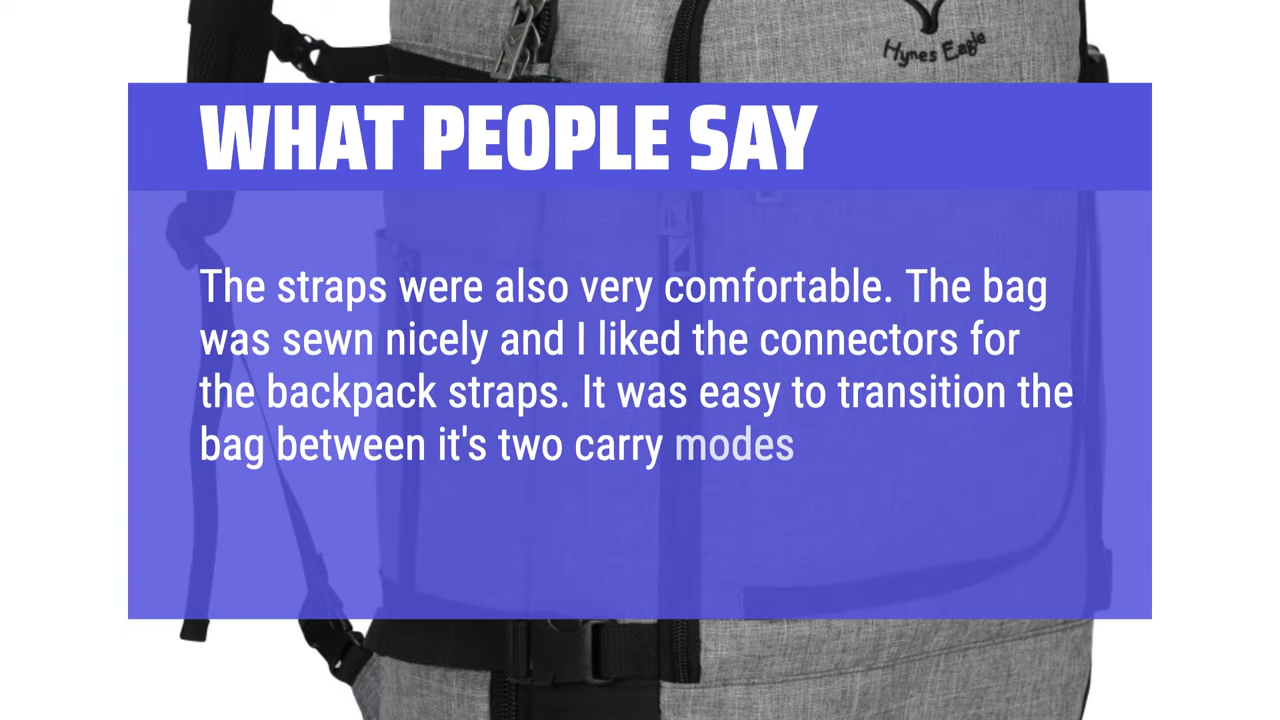 Hynes Eagle
WHAT PEOPLE SAY
The straps were also very comfortable. The bag
was sewn nicely and I liked the connectors for
the backpack straps. It was easy to transition the
bag between it's two carry modes